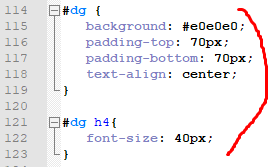 114 #dg {
115 background: #e0e0e0;
116 padding-top: 70px;
117 padding-bottom: 70px;
118 text-align: center;
119 }
120
121 #dg h4{
122 font-size: 40px;
123 }